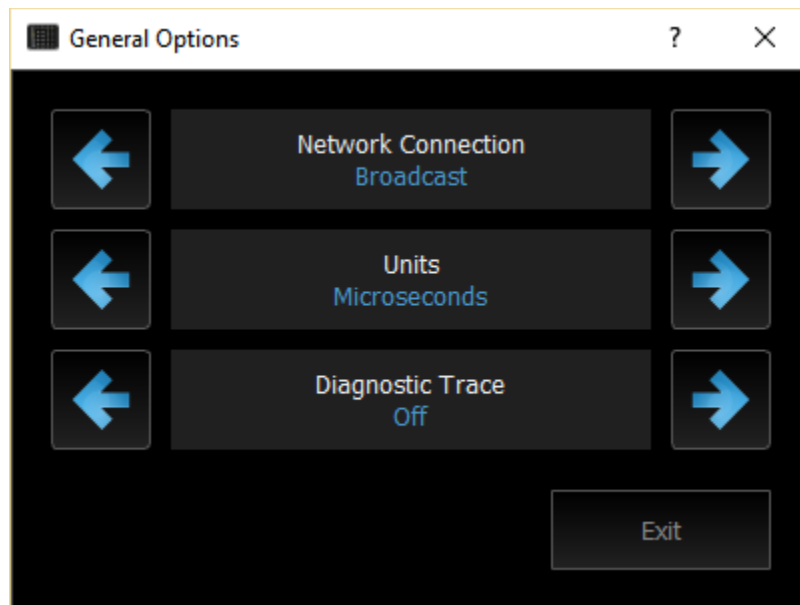 General Options
?
Network Connection
Broadcast
Units
Microseconds
Diagnostic Trace
Off
Exit